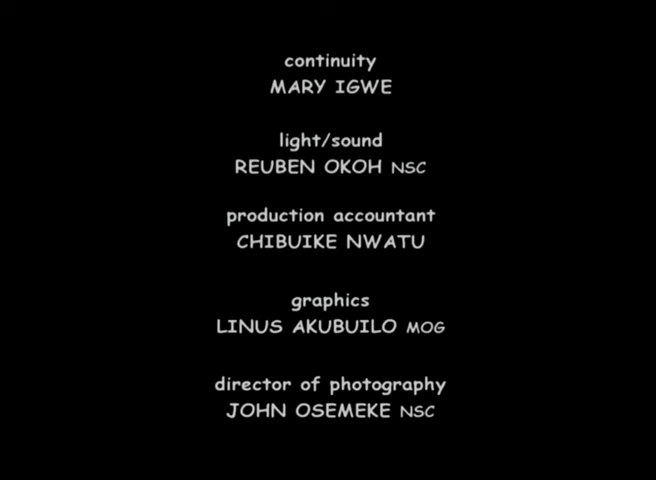 continuity
MARY IGWE
light/sound
REUBEN OKOH NSC
production accountant
CHIBUIKE NWATU
graphics
LINUS AKUBUILO MOG
director of photography
JOHN OSEMEKE NSC